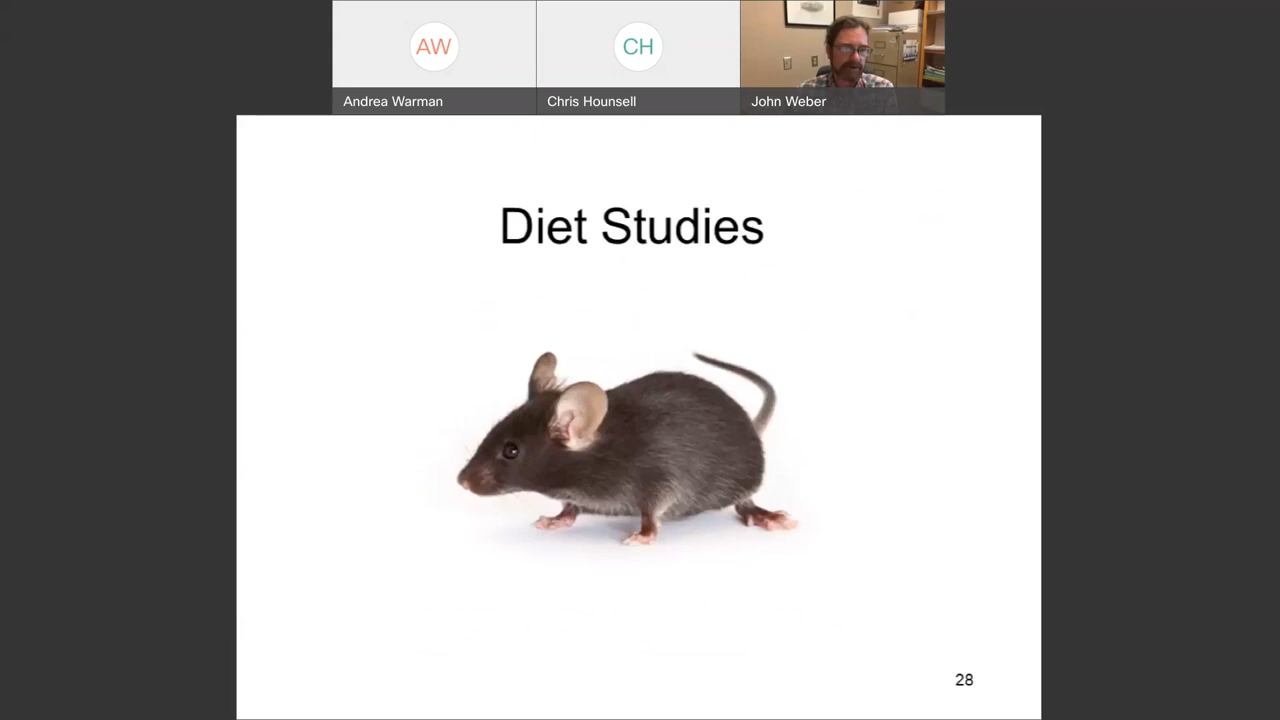 AW
CH
Andrea Warman
Chris Hounsell
John Weber
Diet Studies
28